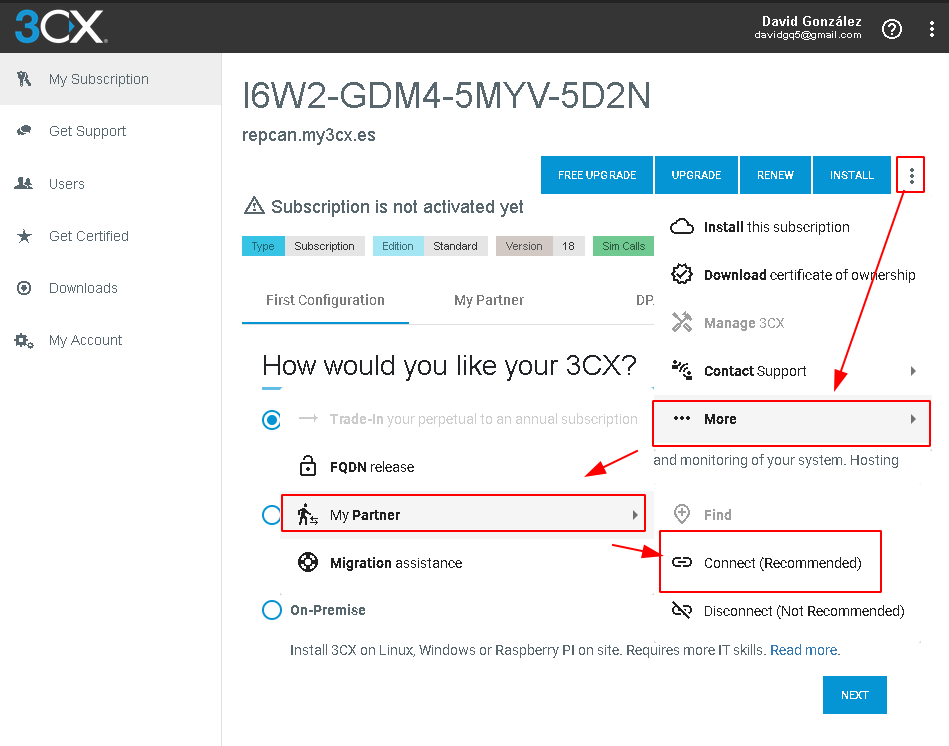 3CX.
David González
davidgq5@gmail.com
My Subscription
Get Support
Users
Get Certified
Downloads
My Account
I6W2-GDM4-5MYV-5D2N
repcan.my3cx.es
FREE UPGRADE
UPGRADE
RENEW
INSTALL
Subscription is not activated yet
Type Subscription Edition Standard Version 18 Sim Calls
First Configuration My Partner DP.
How would you like your 3CX?
Install this subscription
Download certificate of ownership
Manage 3CX
Contact Support
More
and monitoring of your system. Hosting
Trade-In your perpetual to an annual subscription
FQDN release
My Partner
Migration assistance
Find
Connect (Recommended)
Disconnect (Not Recommended)
On-Premise
Install 3CX on Linux, Windows or Raspberry PI on site. Requires more IT skills. Read more.
NEXT